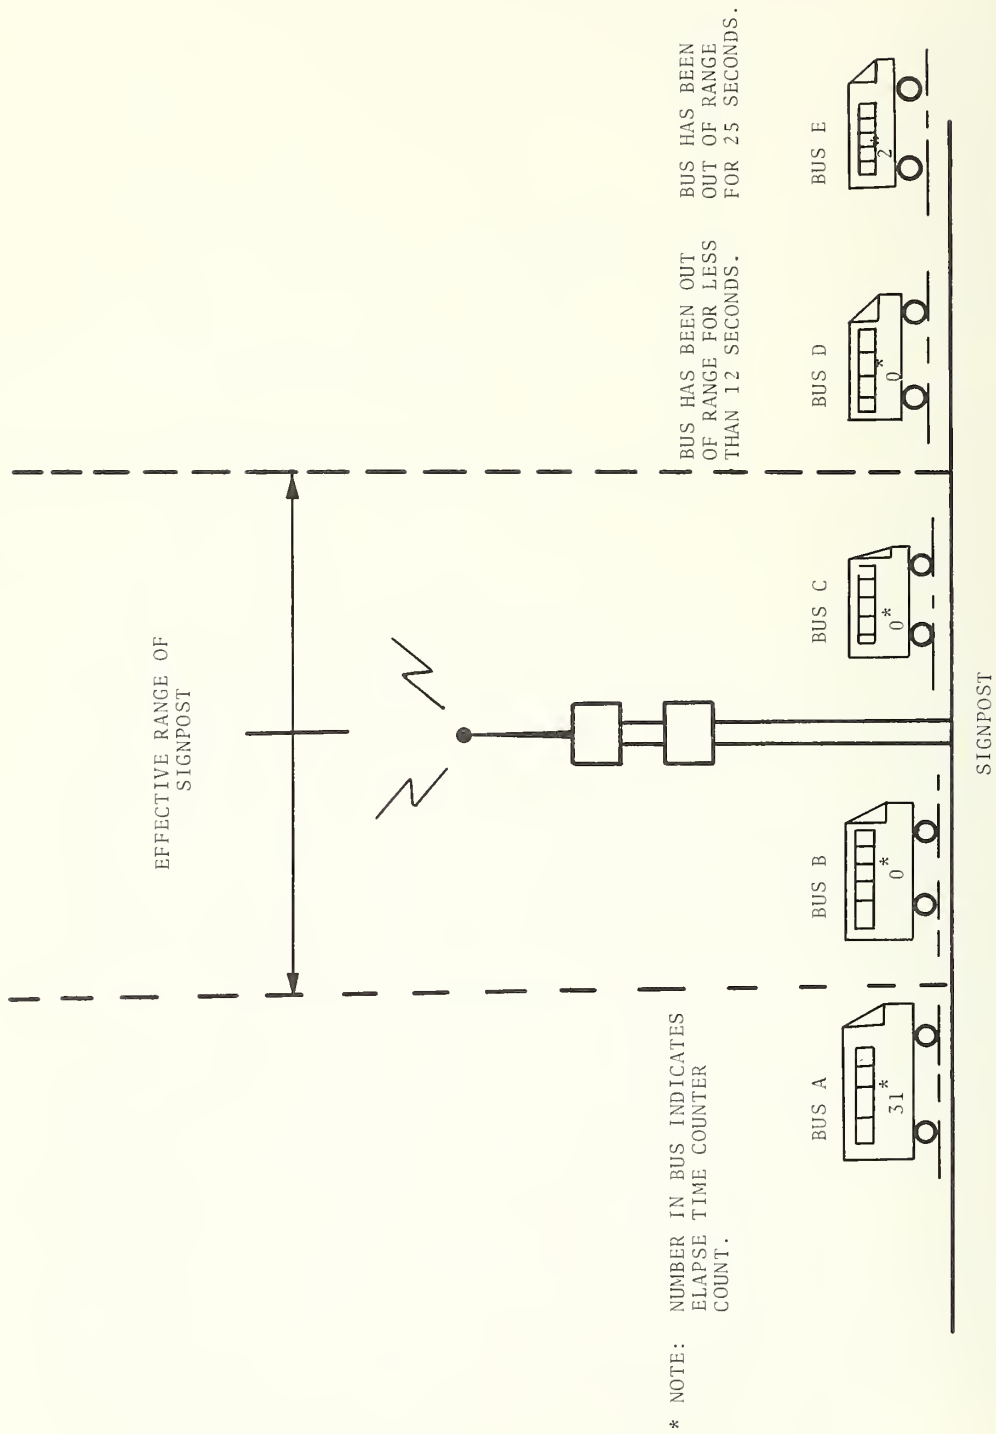 EFFECTIVE RANGE OF
SIGNPOST
* NOTE: NUMBER IN BUS INDICATES
ELAPSE TIME COUNTER
COUNT.
BUS HAS BEEN OUT
OF RANGE FOR LESS
THAN 12 SECONDS.
BUS HAS BEEN
OUT OF RANGE
FOR 25 SECONDS.
BUS A
BUS B
BUS C
BUS D
BUS E
31*
0*
0*
0*
2*
SIGNPOST